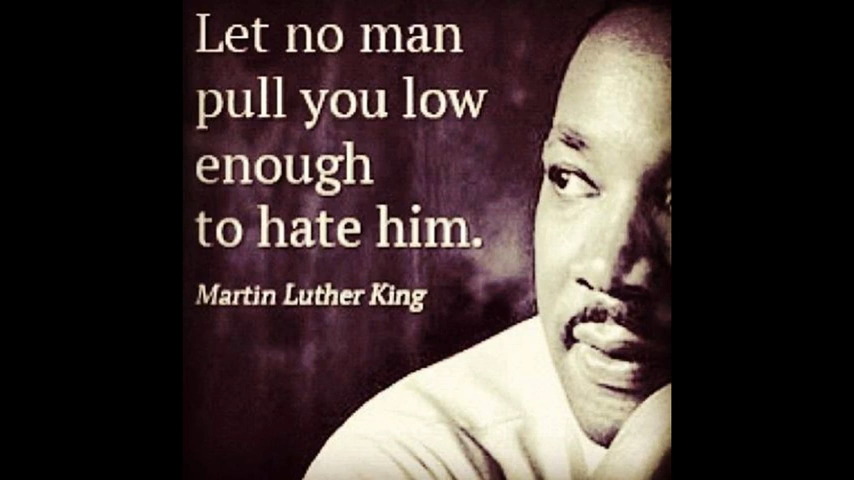 Let no man
pull you low
enough
to hate him.
Martin Luther King